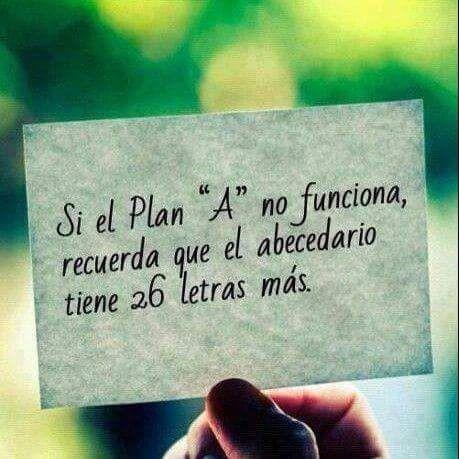 Si el Plan “A” no funciona,
recuerda que el abecedario
tiene 26 letras más.